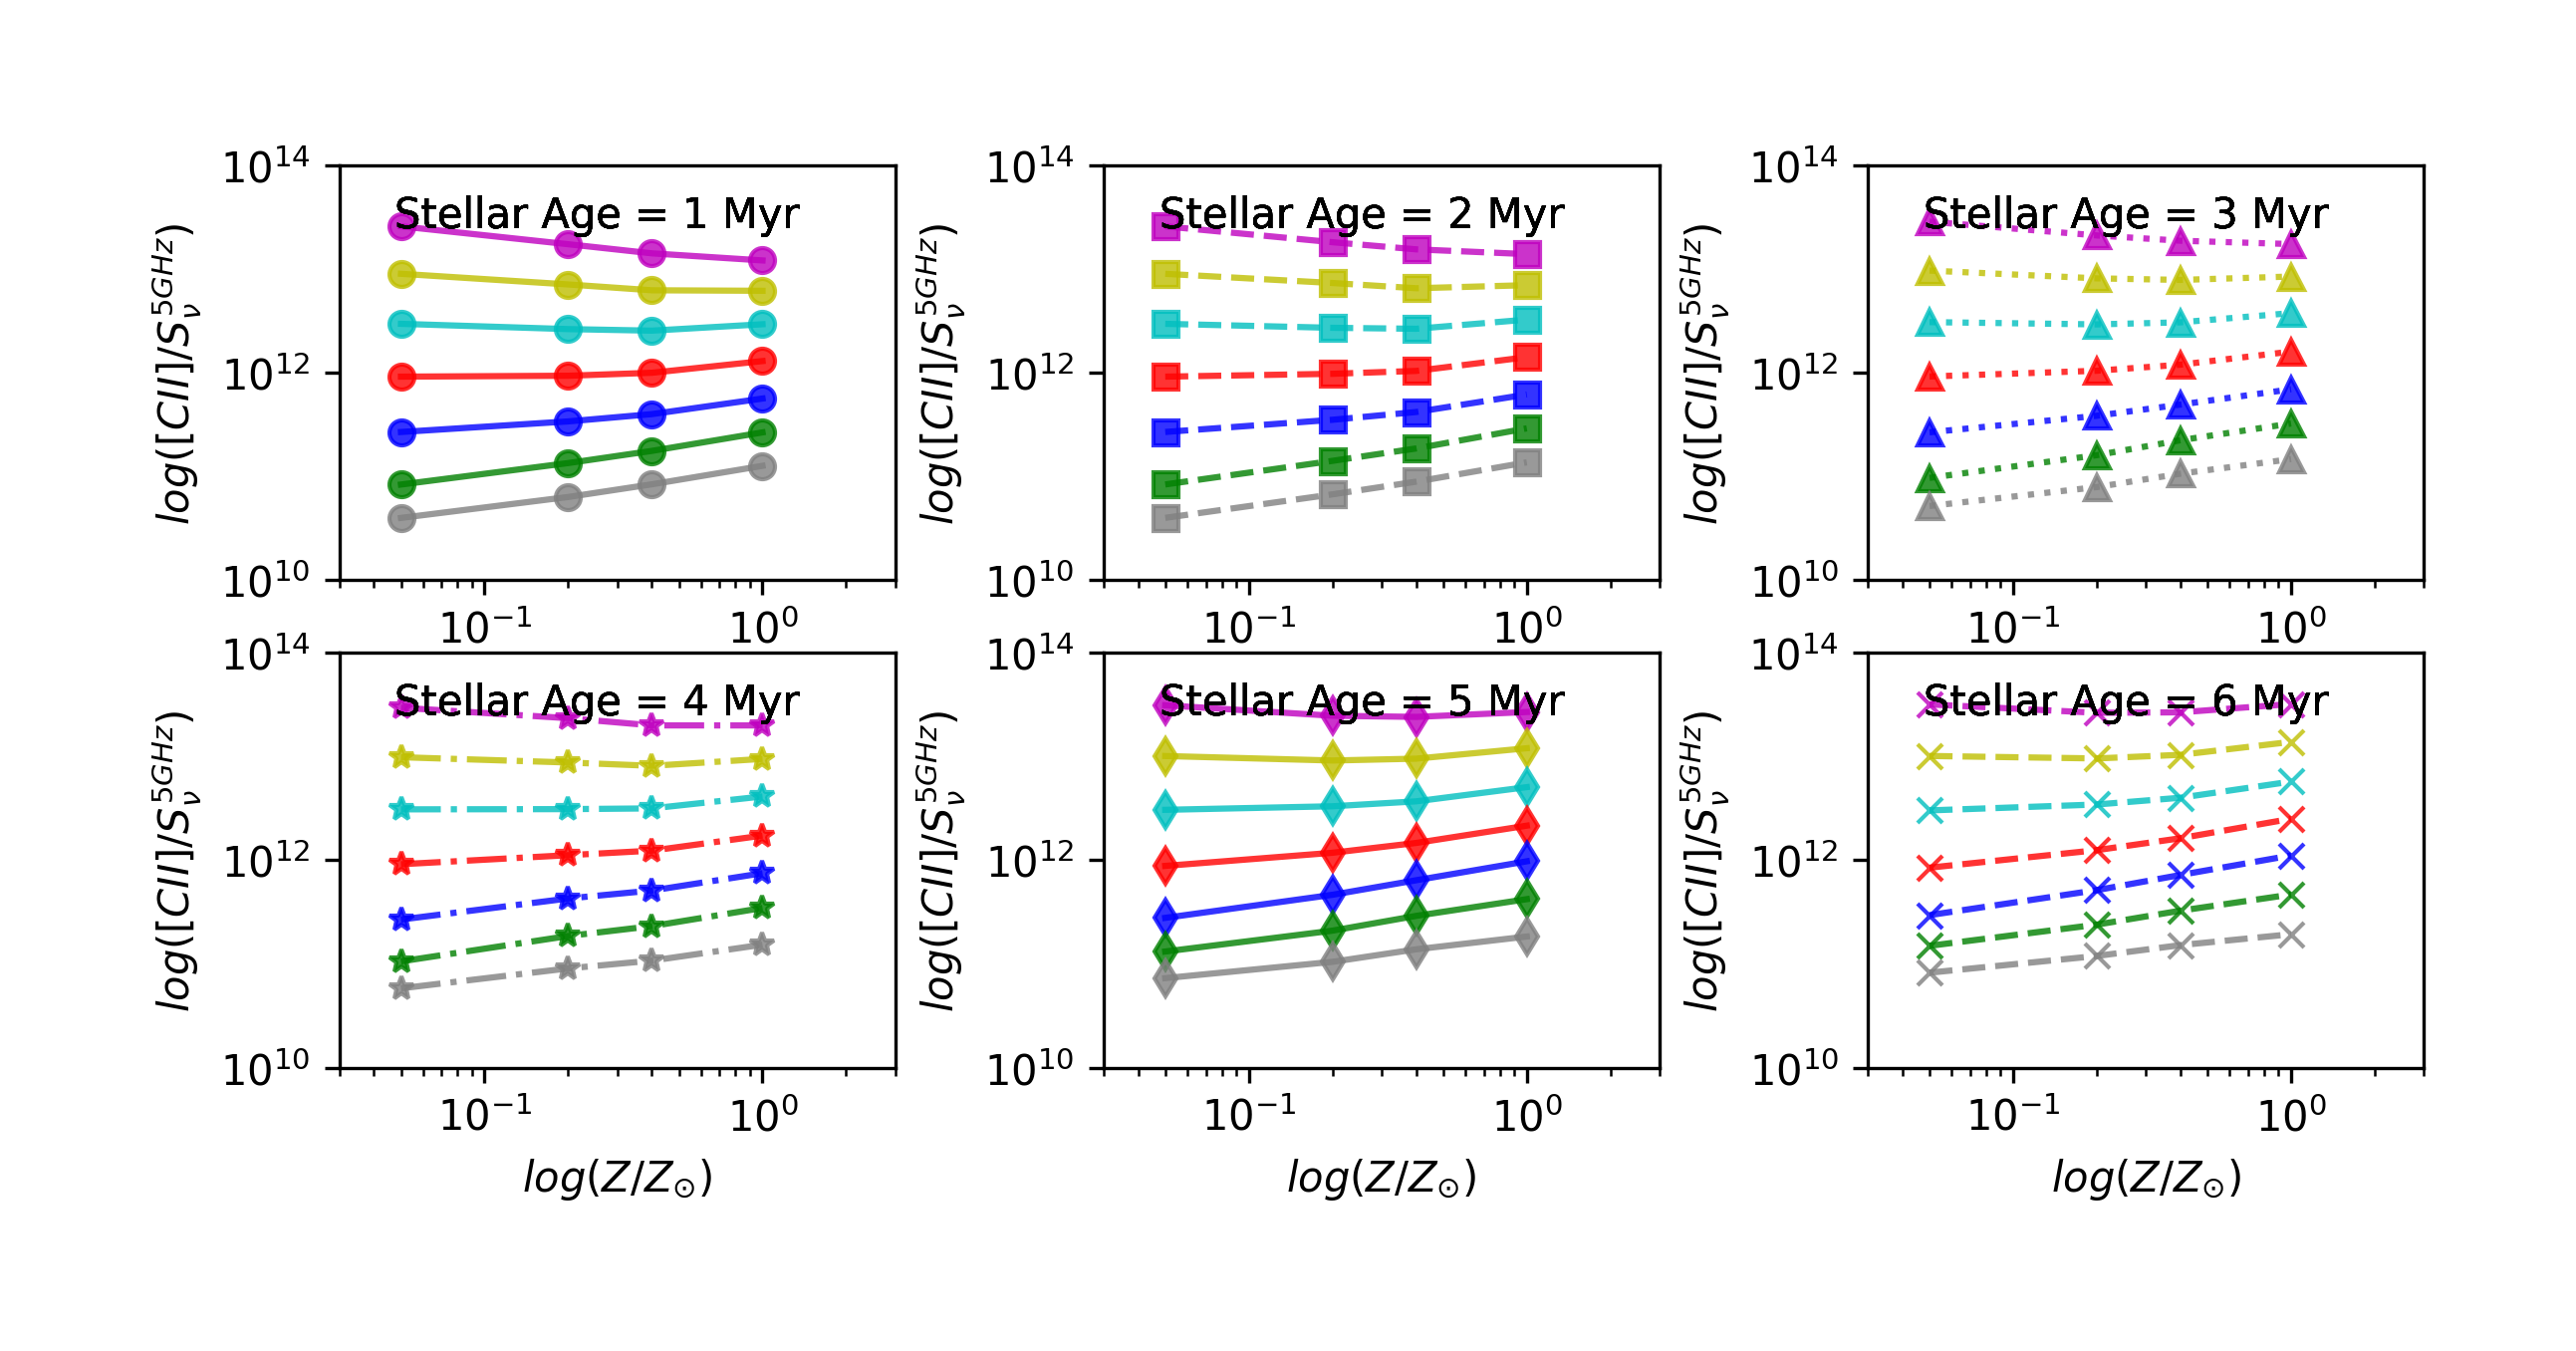 10^14 10^14 10^14
Stellar Age = 1 Myr Stellar Age = 2 Myr Stellar Age = 3 Myr
log([CII]/S_ν^5GHz) log([CII]/S_ν^5GHz) log([CII]/S_ν^5GHz)
10^12 10^12 10^12
10^10 10^10 10^10
10^−1 10^0 10^−1 10^0 10^−1 10^0
10^14 10^14 10^14
Stellar Age = 4 Myr Stellar Age = 5 Myr Stellar Age = 6 Myr
log([CII]/S_ν^5GHz) log([CII]/S_ν^5GHz) log([CII]/S_ν^5GHz)
10^12 10^12 10^12
10^10 10^10 10^10
10^−1 10^0 10^−1 10^0 10^−1 10^0
log(Z/Z_⊙) log(Z/Z_⊙) log(Z/Z_⊙)